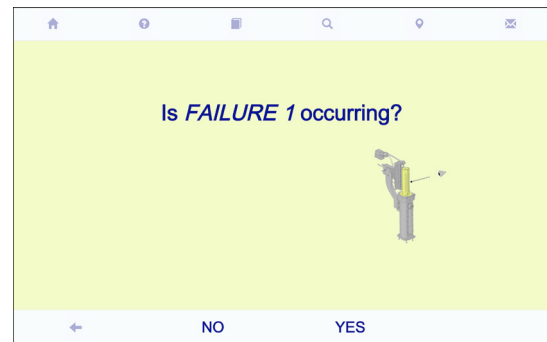 Is FAILURE 1 occurring?
NO YES